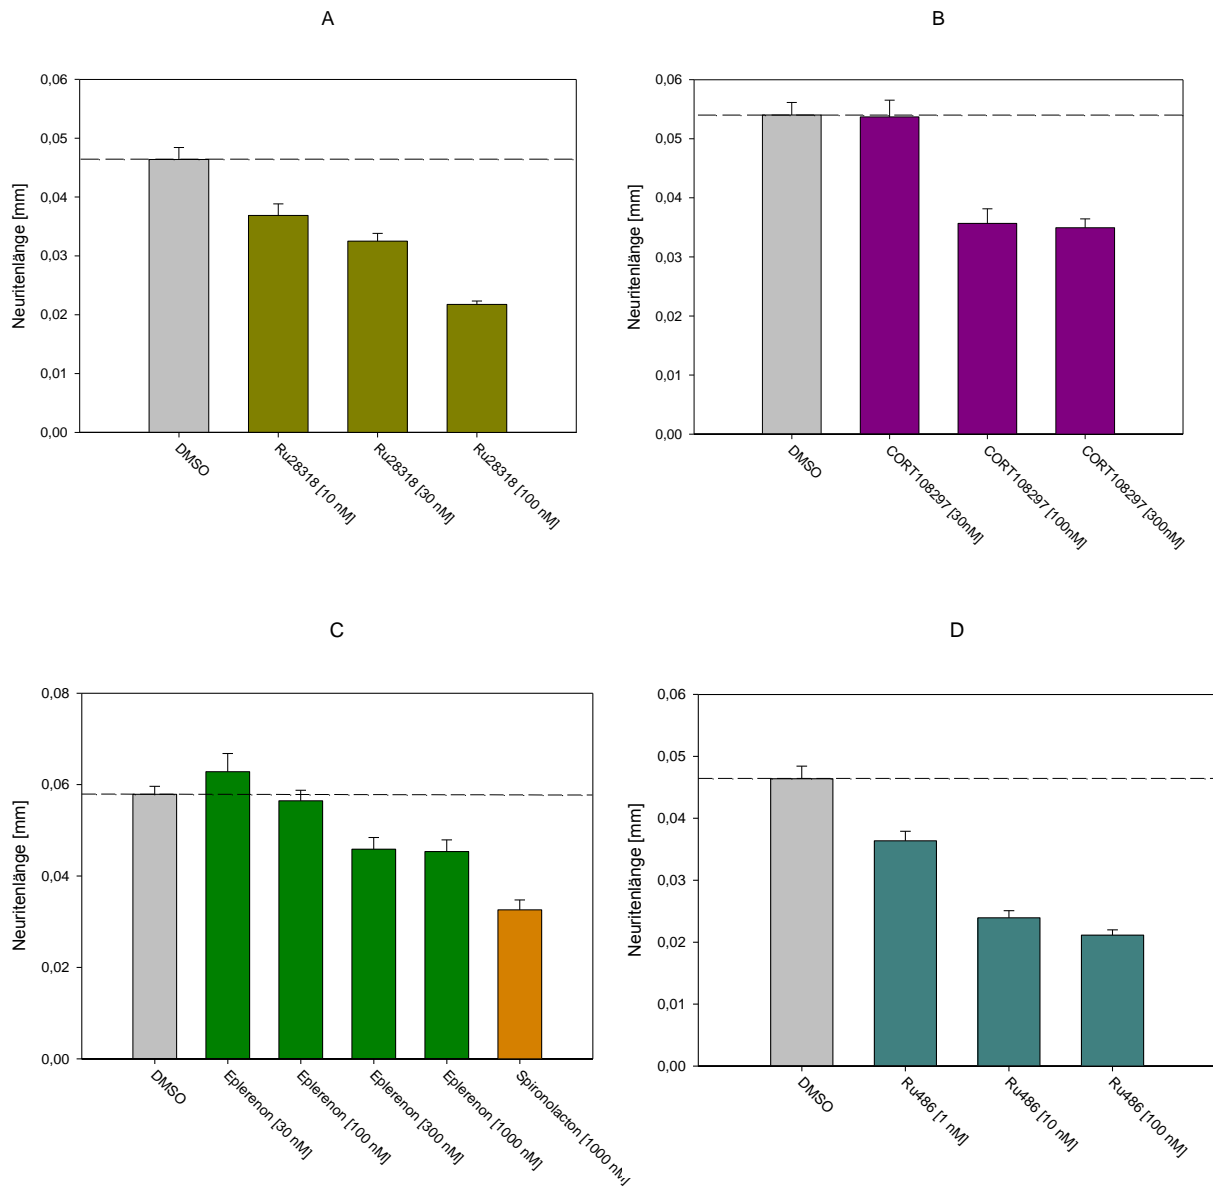 A
Neuritenlänge [mm]
0,06
0,05
0,04
0,03
0,02
0,01
0,00
DMSO
Ru28318 [10 nM]
Ru28318 [30 nM]
Ru28318 [100 nM]
B
Neuritenlänge [mm]
0,06
0,05
0,04
0,03
0,02
0,01
0,00
DMSO
CORT108297 [30nM]
CORT108297 [100nM]
CORT108297 [300nM]
C
Neuritenlänge [mm]
0,08
0,06
0,04
0,02
0,00
DMSO
Eplerenon [30 nM]
Eplerenon [100 nM]
Eplerenon [300 nM]
Eplerenon [1000 nM]
Spironolacton [1000 nM]
D
Neuritenlänge [mm]
0,06
0,05
0,04
0,03
0,02
0,01
0,00
DMSO
Ru486 [1 nM]
Ru486 [10 nM]
Ru486 [100 nM]